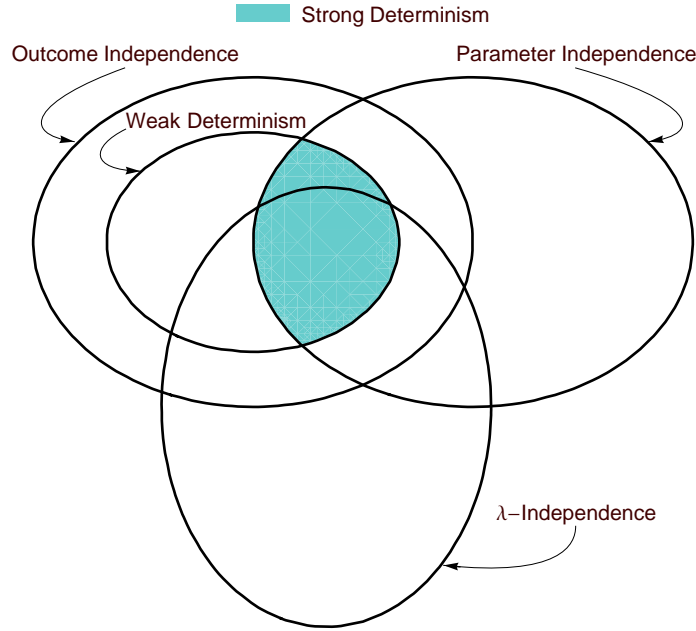 Strong Determinism
Outcome Independence
Parameter Independence
Weak Determinism
λ−Independence